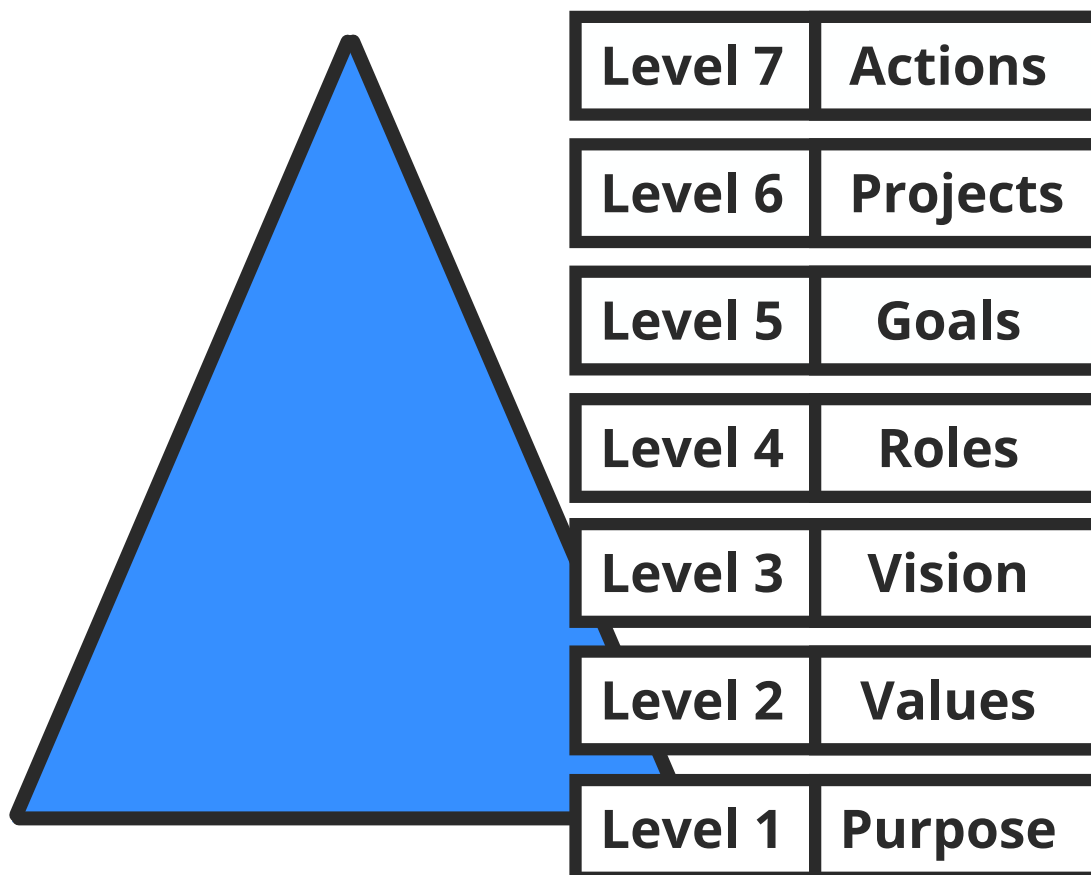 Level 7 Actions
Level 6 Projects
Level 5 Goals
Level 4 Roles
Level 3 Vision
Level 2 Values
Level 1 Purpose